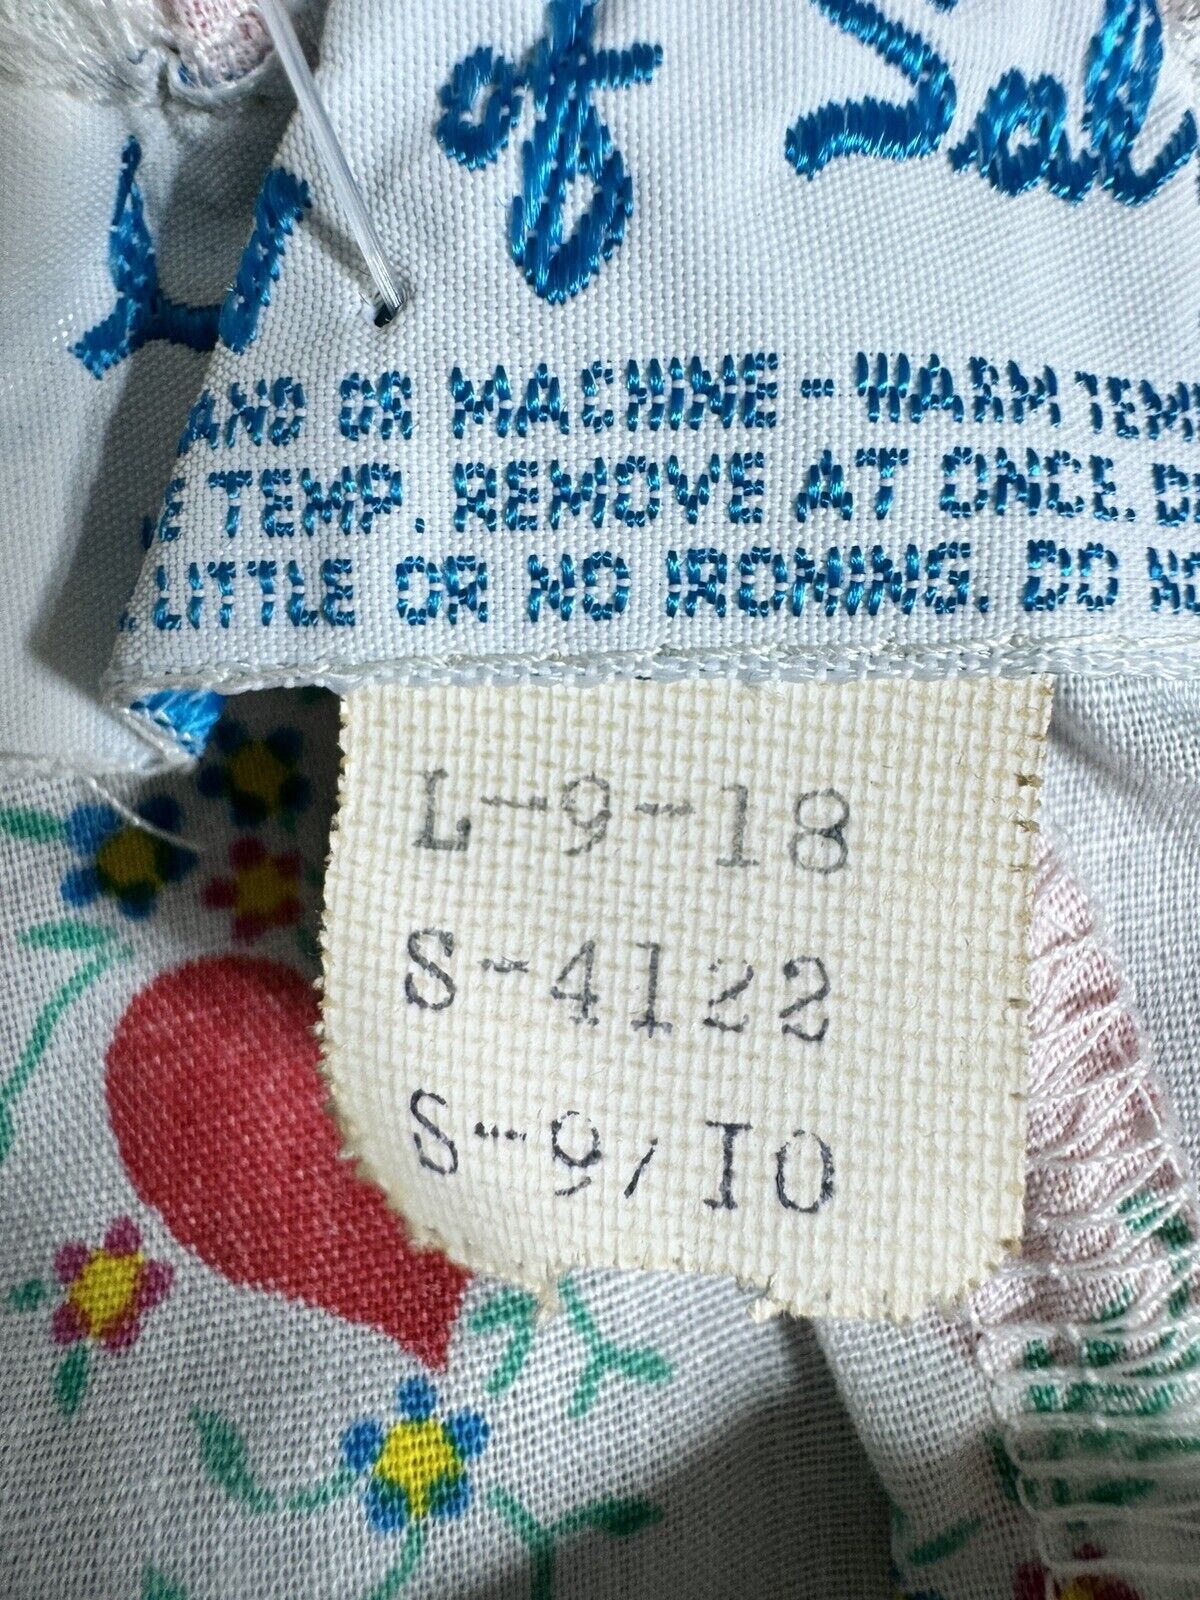 of Sal
AND OR MACHINE - WARM TEM
E TEMP. REMOVE AT ONCE. D
LITTLE OR NO IRONING. DO NO
L-9-18
S-4122
S-9/10